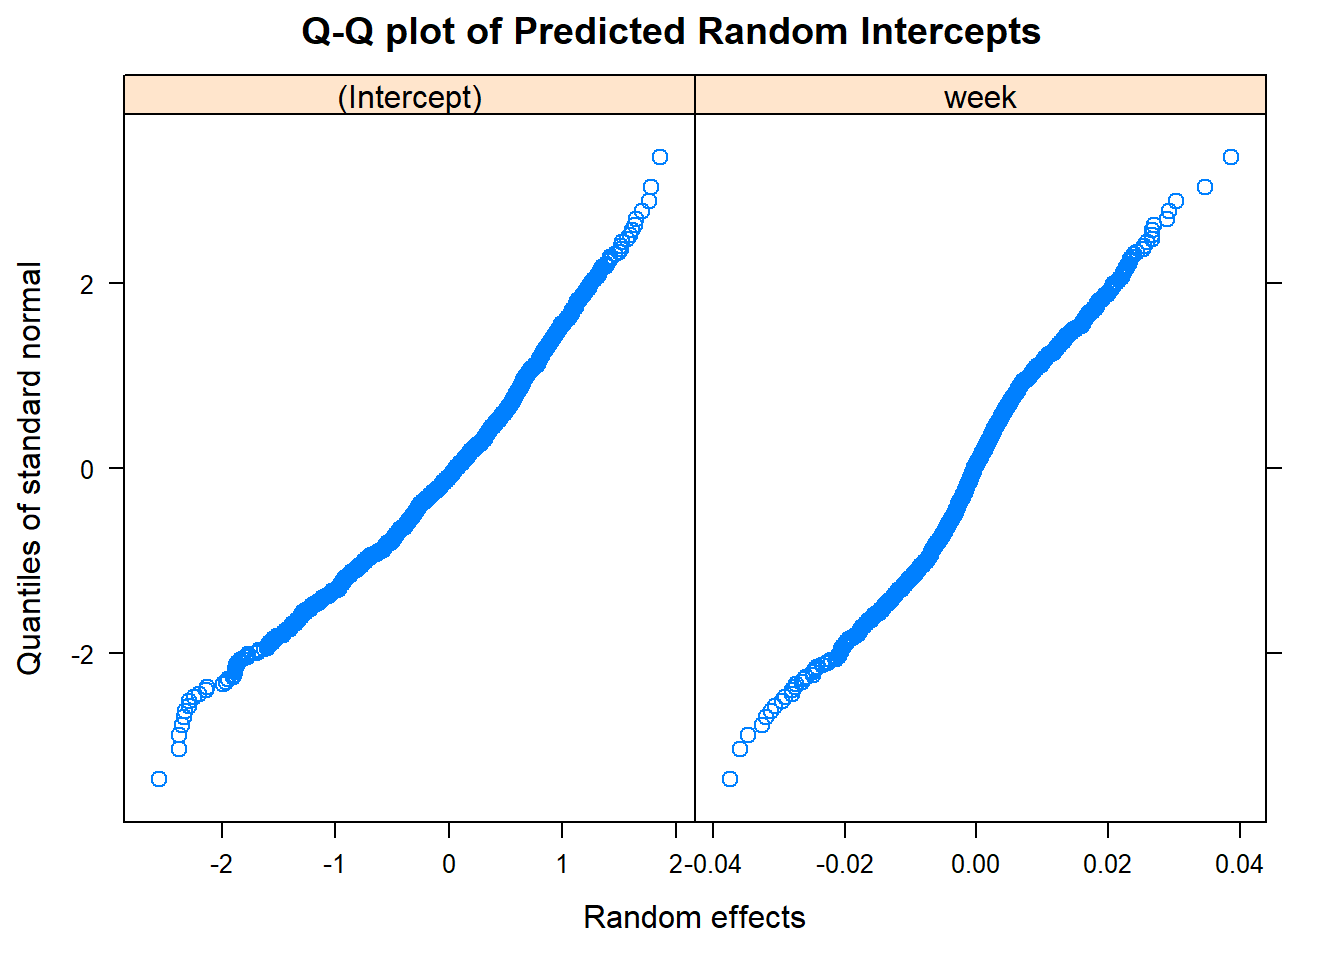 Q-Q plot of Predicted Random Intercepts
(Intercept) week
Quantiles of standard normal
2
0
-2
-2 -1 0 1 2 -0.04 -0.02 0.00 0.02 0.04
Random effects